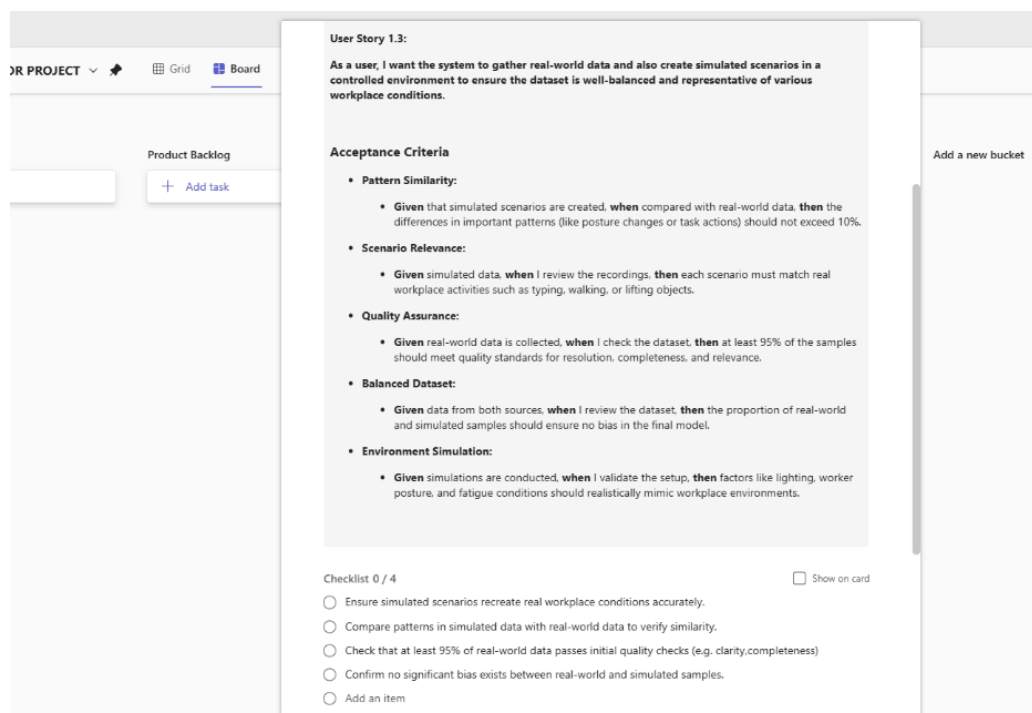 User Story 1.3:
OR PROJECT
Grid
Board
As a user, I want the system to gather real-world data and also create simulated scenarios in a
controlled environment to ensure the dataset is well-balanced and representative of various
workplace conditions.
Product Backlog
Add task
Add a new bucket
Acceptance Criteria
• Pattern Similarity:
• Given that simulated scenarios are created, when compared with real-world data, then the
differences in important patterns (like posture changes or task actions) should not exceed 10%.
• Scenario Relevance:
• Given simulated data, when I review the recordings, then each scenario must match real
workplace activities such as typing, walking, or lifting objects.
• Quality Assurance:
• Given real-world data is collected, when I check the dataset, then at least 95% of the samples
should meet quality standards for resolution, completeness, and relevance.
• Balanced Dataset:
• Given data from both sources, when I review the dataset, then the proportion of real-world
and simulated samples should ensure no bias in the final model.
• Environment Simulation:
• Given simulations are conducted, when I validate the setup, then factors like lighting, worker
posture, and fatigue conditions should realistically mimic workplace environments.
Checklist 0 / 4
Show on card
Ensure simulated scenarios recreate real workplace conditions accurately.
Compare patterns in simulated data with real-world data to verify similarity.
Check that at least 95% of real-world data passes initial quality checks (e.g. clarity,completeness)
Confirm no significant bias exists between real-world and simulated samples.
Add an item